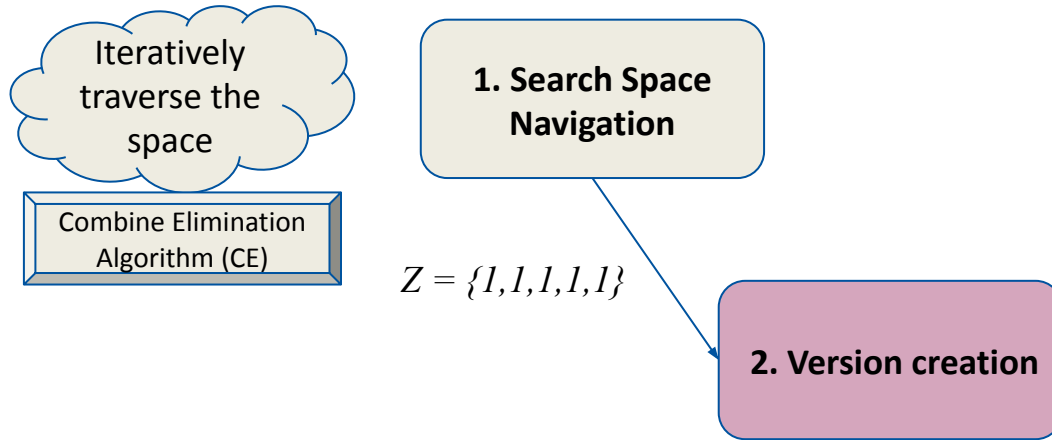 Iteratively
traverse the
space
Combine Elimination
Algorithm (CE)
1. Search Space
Navigation
Z = {1,1,1,1,1}
2. Version creation